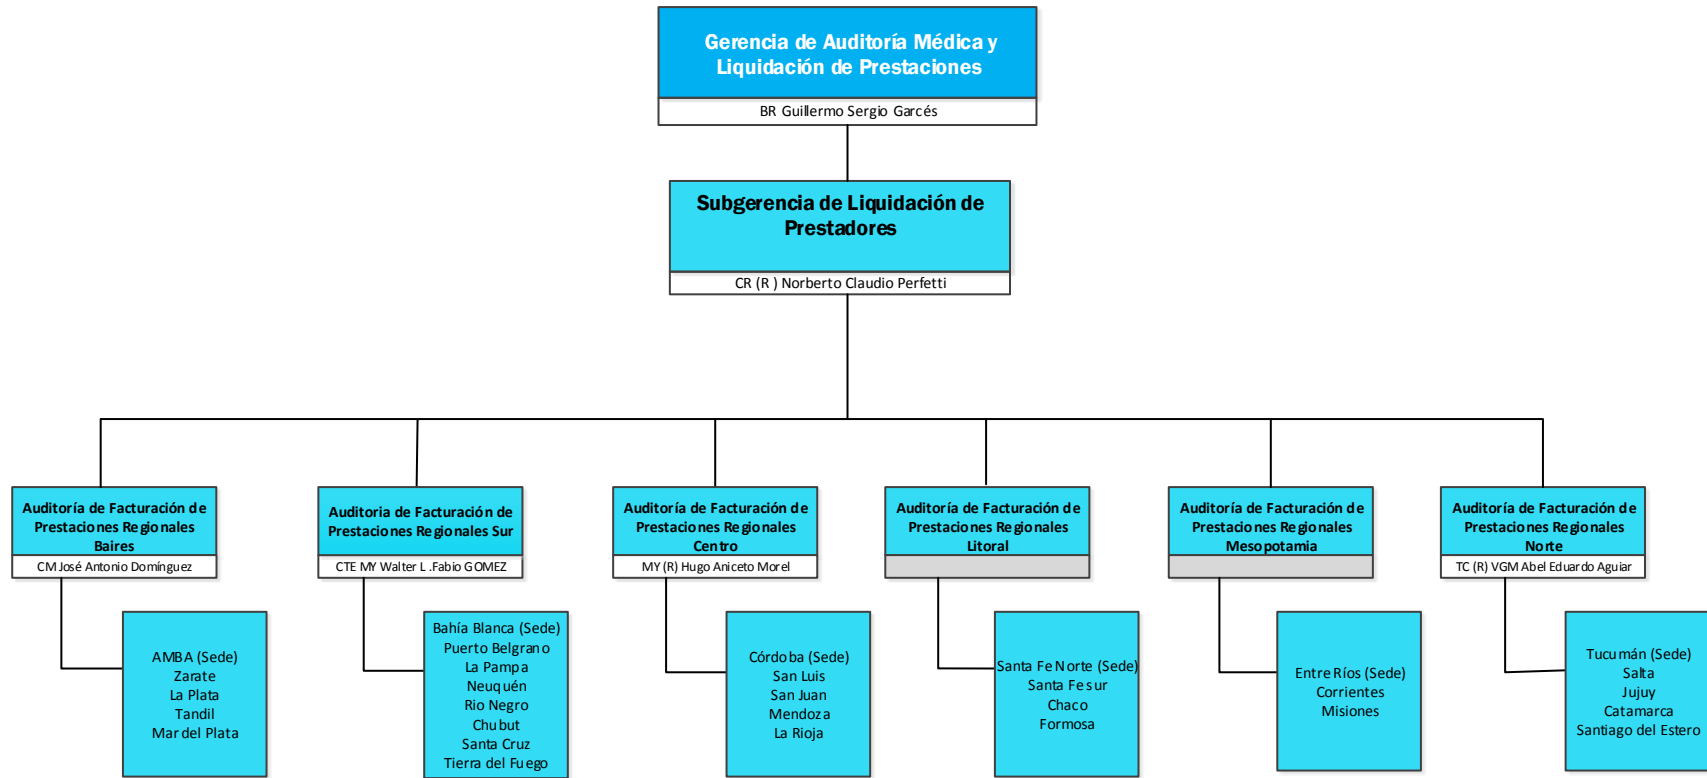 Gerencia de Auditoría Médica y
Liquidación de Prestaciones
BR Guillermo Sergio Garcés
Subgerencia de Liquidación de
Prestadores
CR (R ) Norberto Claudio Perfetti
Auditoría de Facturación de
Prestaciones Regionales
Baires
CM José Antonio Domínguez
Auditoria de Facturación de
Prestaciones Regionales Sur
CTE MY Walter L .Fabio GOMEZ
Auditoría de Facturación de
Prestaciones Regionales
Centro
MY (R) Hugo Aniceto Morel
Auditoría de Facturación de
Prestaciones Regionales
Litoral
Auditoría de Facturación de
Prestaciones Regionales
Mesopotamia
Auditoría de Facturación de
Prestaciones Regionales
Norte
TC (R) VGM Abel Eduardo Aguiar
AMBA (Sede)
Zarate
La Plata
Tandil
Mar del Plata
Bahía Blanca (Sede)
Puerto Belgrano
La Pampa
Neuquén
Rio Negro
Chubut
Santa Cruz
Tierra del Fuego
Córdoba (Sede)
San Luis
San Juan
Mendoza
La Rioja
Santa Fe Norte (Sede)
Santa Fe sur
Chaco
Formosa
Entre Ríos (Sede)
Corrientes
Misiones
Tucumán (Sede)
Salta
Jujuy
Catamarca
Santiago del Estero